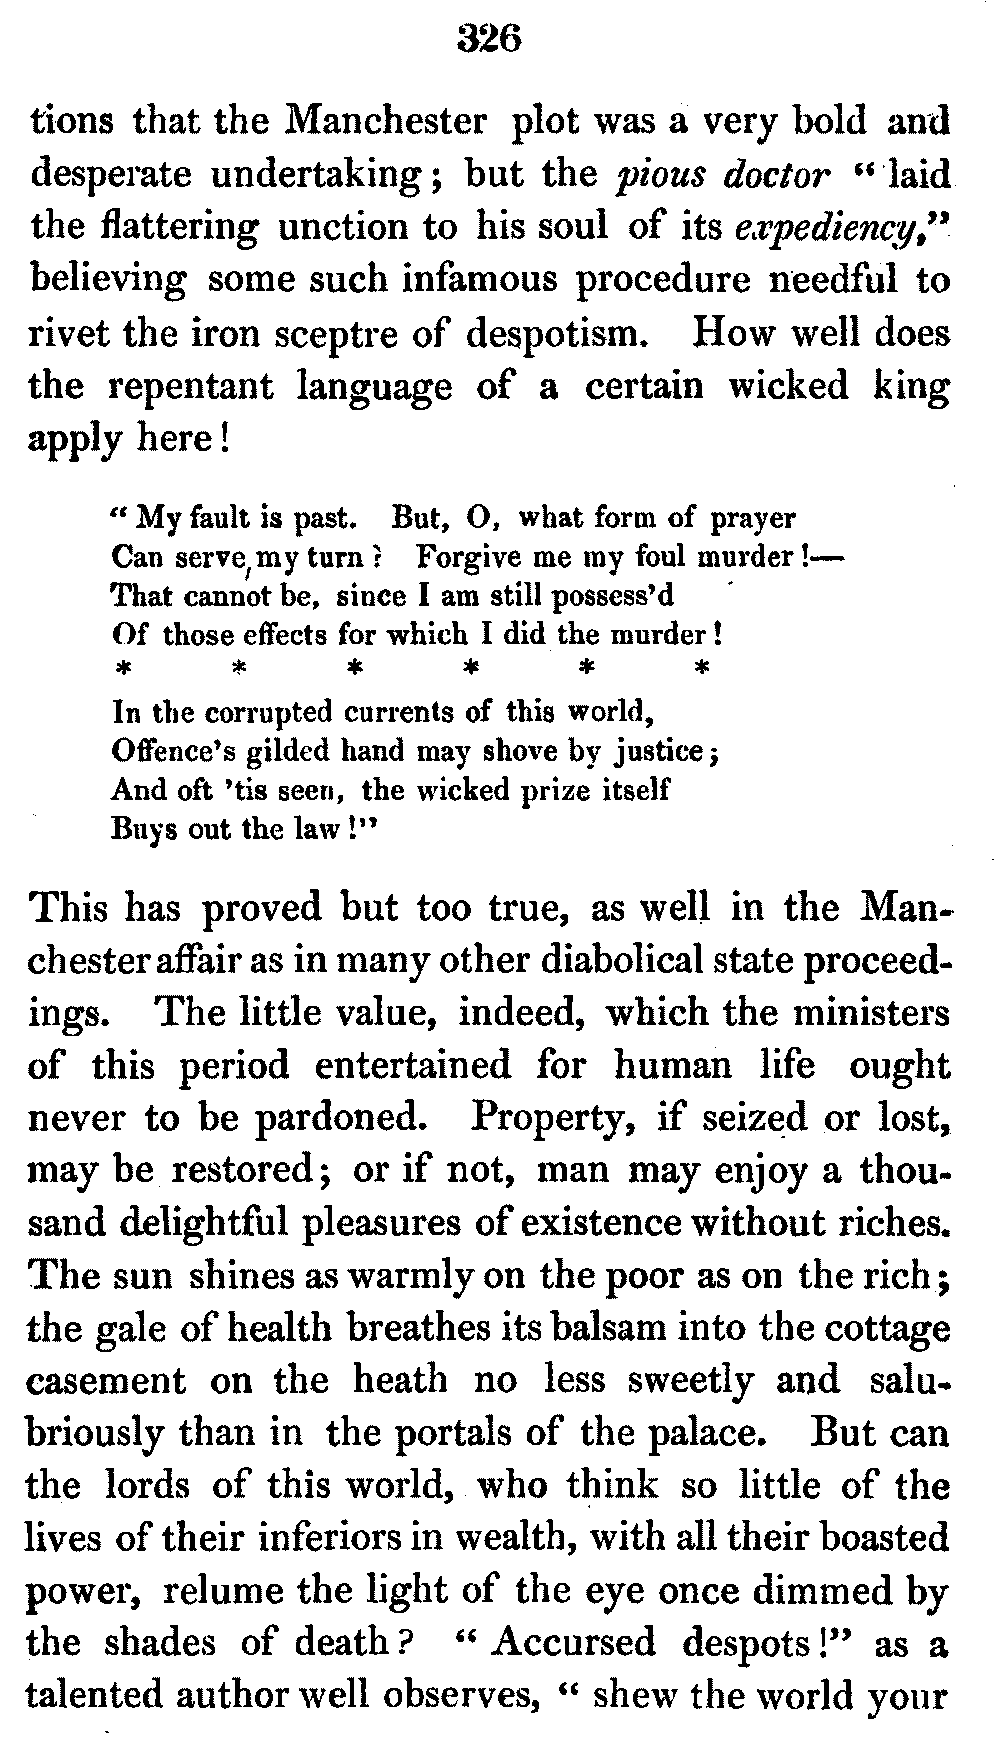 326
tions that the Manchester plot was a very bold and
desperate undertaking; but the pious doctor “ laid
the flattering unction to his soul of its expediency,”
believing some such infamous procedure needful to
rivet the iron sceptre of despotism. How well does
the repentant language of a certain wicked king
apply here!
“ My fault is past. But, O, what form of prayer
Can serve my turn? Forgive me my foul murder!—
That cannot be, since I am still possess’d
Of those effects for which I did the murder!
* * * * * *
In the corrupted currents of this world,
Offence’s gilded hand may shove by justice;
And oft ’tis seen, the wicked prize itself
Buys out the law!”
This has proved but too true, as well in the Man-
chester affair as in many other diabolical state proceed-
ings. The little value, indeed, which the ministers
of this period entertained for human life ought
never to be pardoned. Property, if seized or lost,
may be restored; or if not, man may enjoy a thou-
sand delightful pleasures of existence without riches.
The sun shines as warmly on the poor as on the rich;
the gale of health breathes its balsam into the cottage
casement on the heath no less sweetly and salu-
briously than in the portals of the palace. But can
the lords of this world, who think so little of the
lives of their inferiors in wealth, with all their boasted
power, relume the light of the eye once dimmed by
the shades of death? “ Accursed despots!” as a
talented author well observes, “ shew the world your